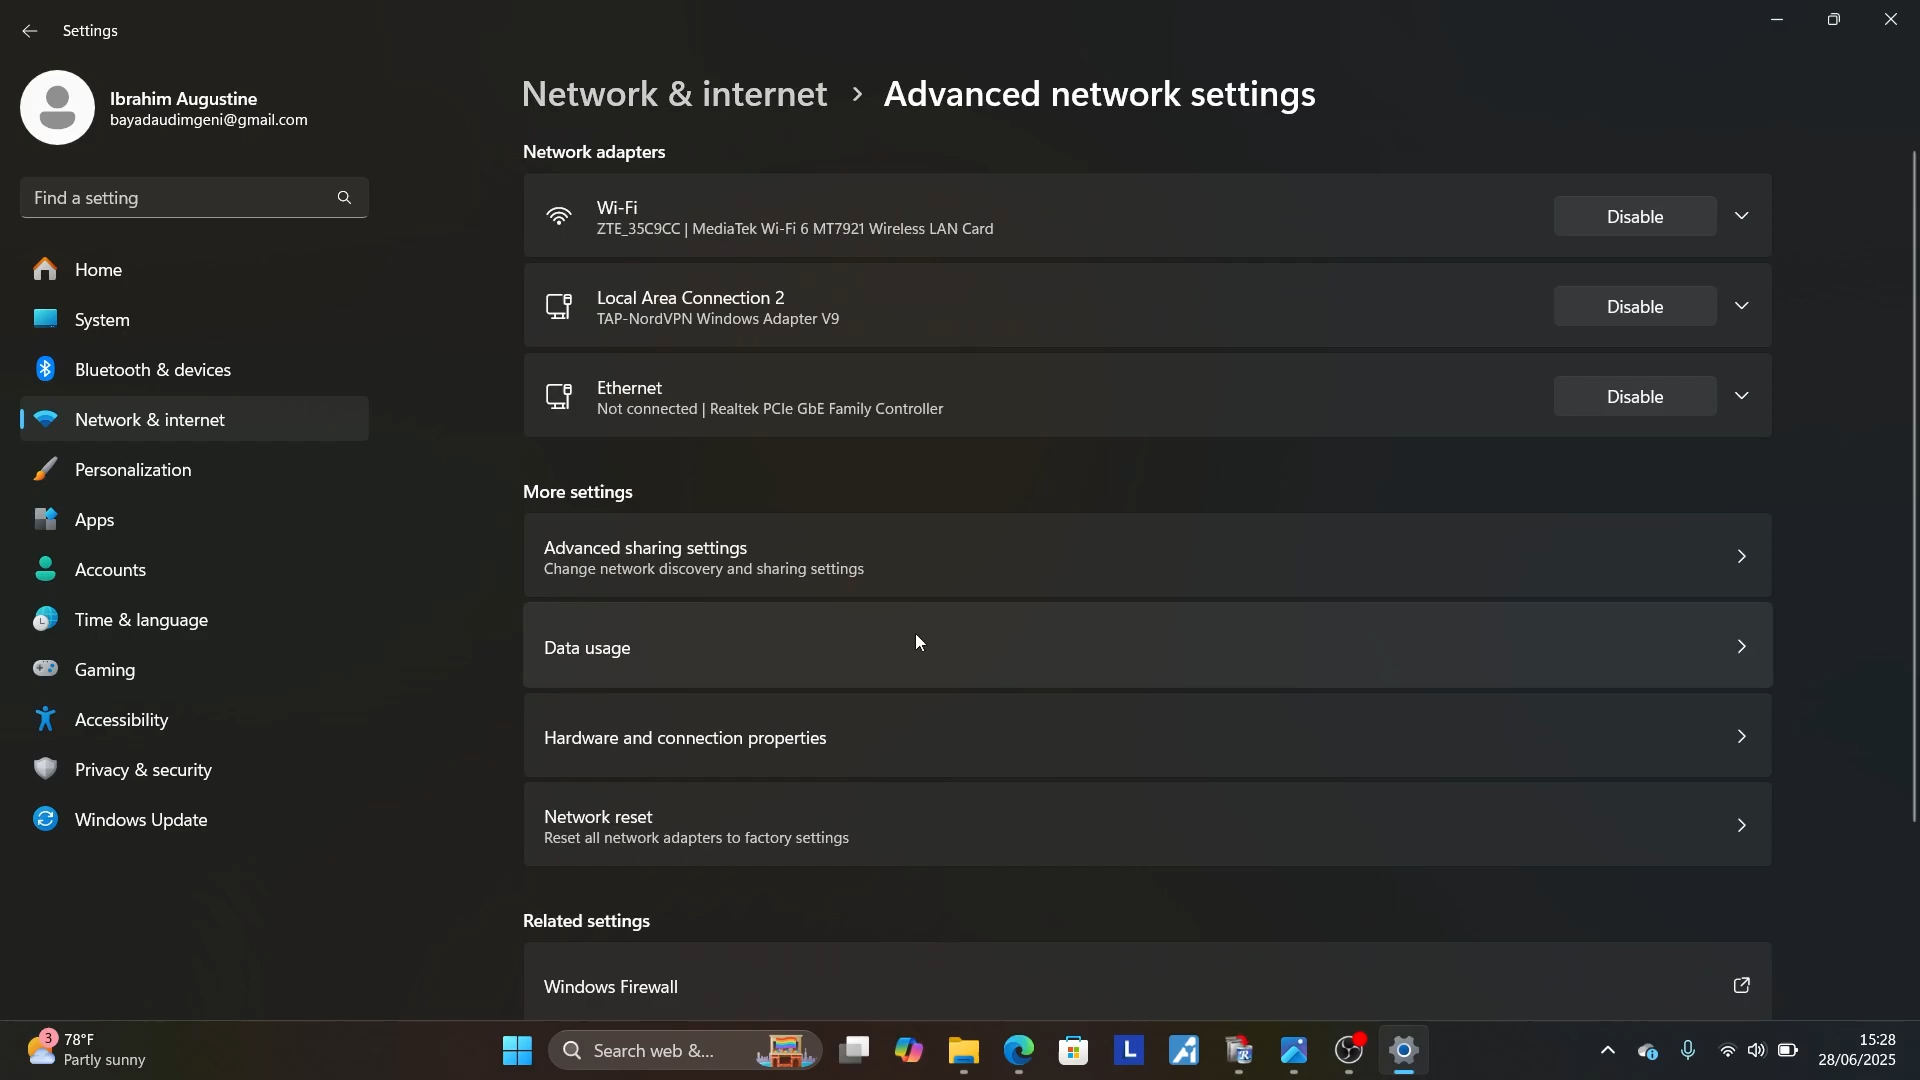 Settings
Ibrahim Augustine
bayadaudimgeni@gmail.com
Find a setting
Home
System
Bluetooth & devices
Network & internet
Personalization
Apps
Accounts
Time & language
Gaming
Accessibility
Privacy & security
Windows Update
Network & internet › Advanced network settings
Network adapters
Wi-Fi
ZTE_35C9CC | MediaTek Wi-Fi 6 MT7921 Wireless LAN Card
Disable
Local Area Connection 2
TAP-NordVPN Windows Adapter V9
Disable
Ethernet
Not connected | Realtek PCIe GbE Family Controller
Disable
More settings
Advanced sharing settings
Change network discovery and sharing settings
Data usage
Hardware and connection properties
Network reset
Reset all network adapters to factory settings
Related settings
Windows Firewall
3
78°F
Partly sunny
Search web &...
L
R
15:28
28/06/2025